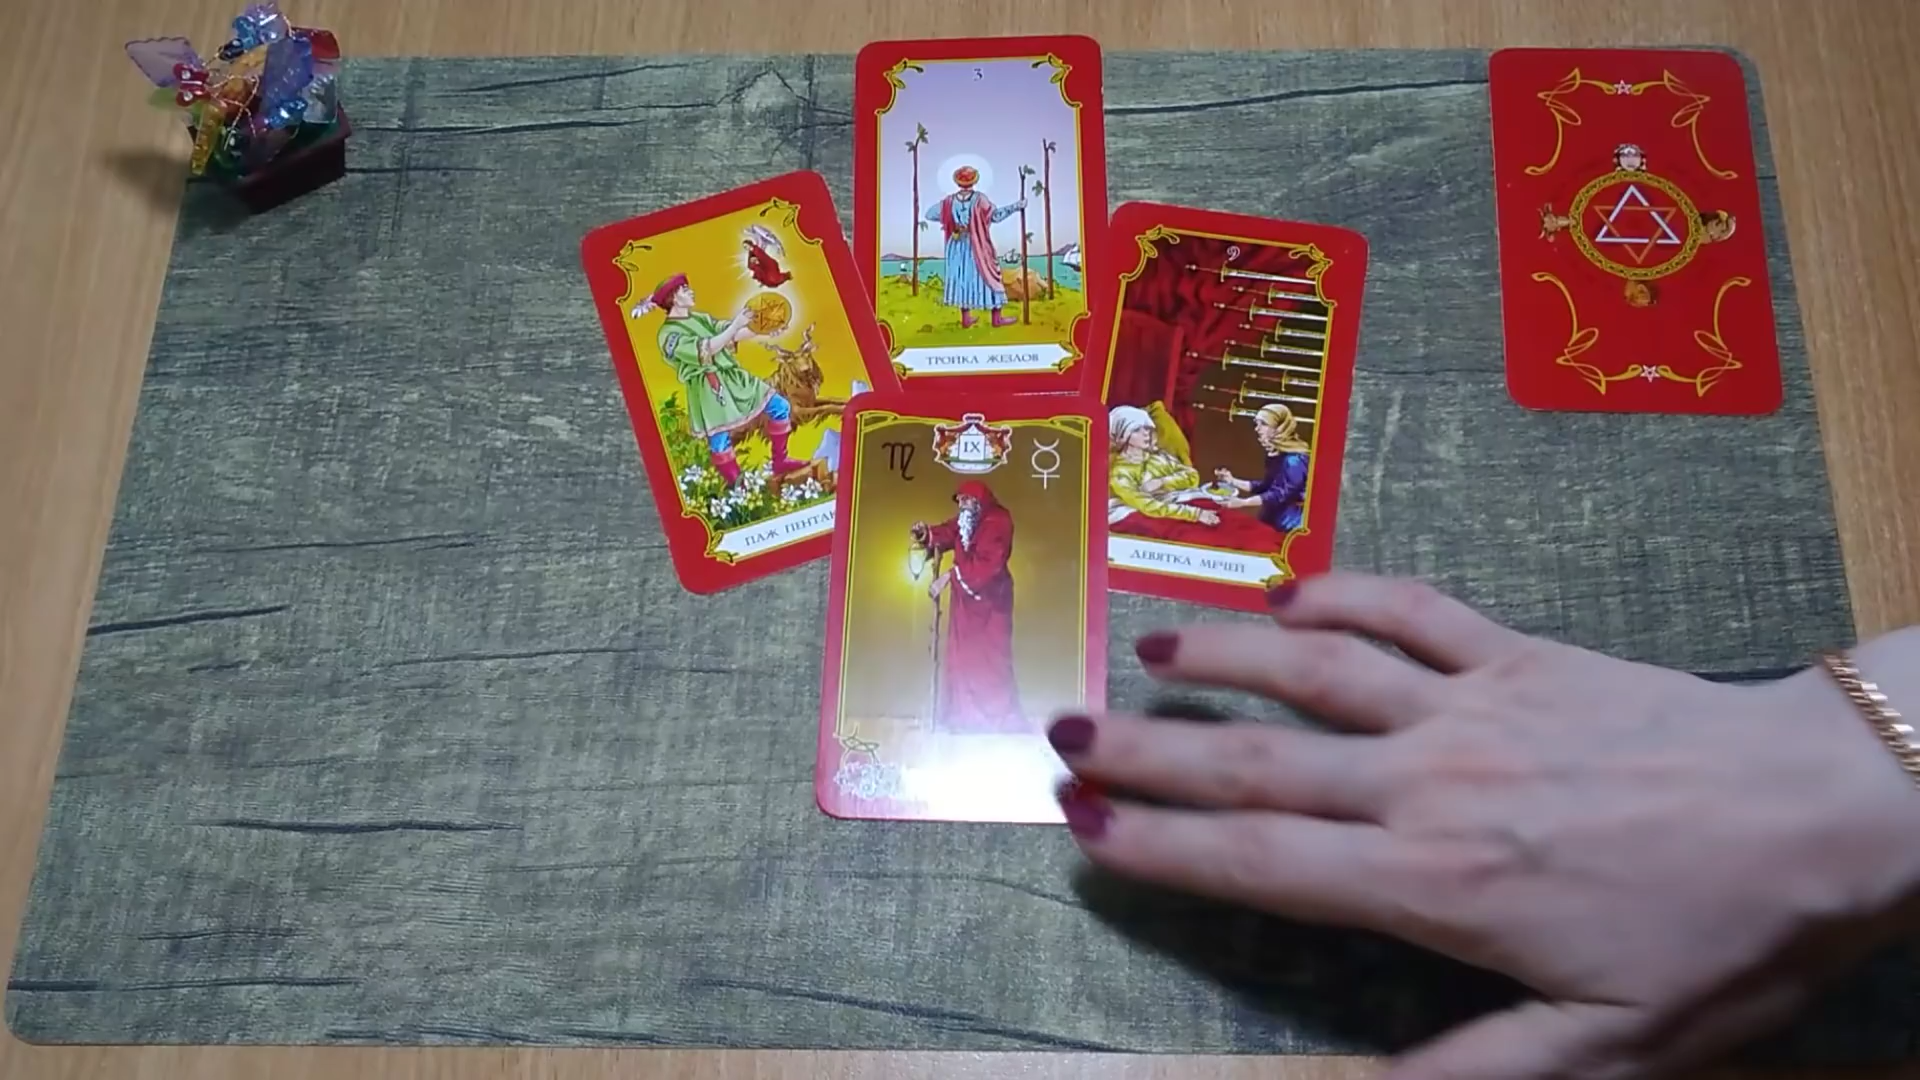 3
ТРОЙКА ЖЕЗЛОВ
ПАЖ ПЕНТАК
9
ДЕВЯТКА МЕЧЕЙ
IX